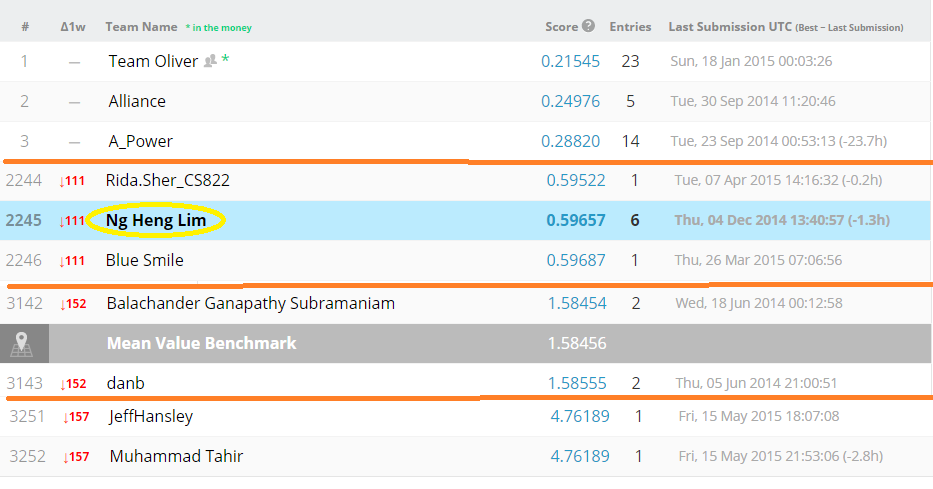 # Δ1w Team Name * in the money Score ? Entries Last Submission UTC (Best − Last Submission)
1 — Team Oliver * 0.21545 23 Sun, 18 Jan 2015 00:03:26
2 — Alliance 0.24976 5 Tue, 30 Sep 2014 11:20:46
3 — A_Power 0.28820 14 Tue, 23 Sep 2014 00:53:13 (-23.7h)
2244 ↓111 Rida.Sher_CS822 0.59522 1 Tue, 07 Apr 2015 14:16:32 (-0.2h)
2245 ↓111 Ng Heng Lim 0.59657 6 Thu, 04 Dec 2014 13:40:57 (-1.3h)
2246 ↓111 Blue Smile 0.59687 1 Thu, 26 Mar 2015 07:06:56
3142 ↓152 Balachander Ganapathy Subramaniam 1.58454 2 Wed, 18 Jun 2014 00:12:58
Mean Value Benchmark 1.58456
3143 ↓152 danb 1.58555 2 Thu, 05 Jun 2014 21:00:51
3251 ↓157 JeffHansley 4.76189 1 Fri, 15 May 2015 18:07:08
3252 ↓157 Muhammad Tahir 4.76189 1 Fri, 15 May 2015 21:53:06 (-2.8h)